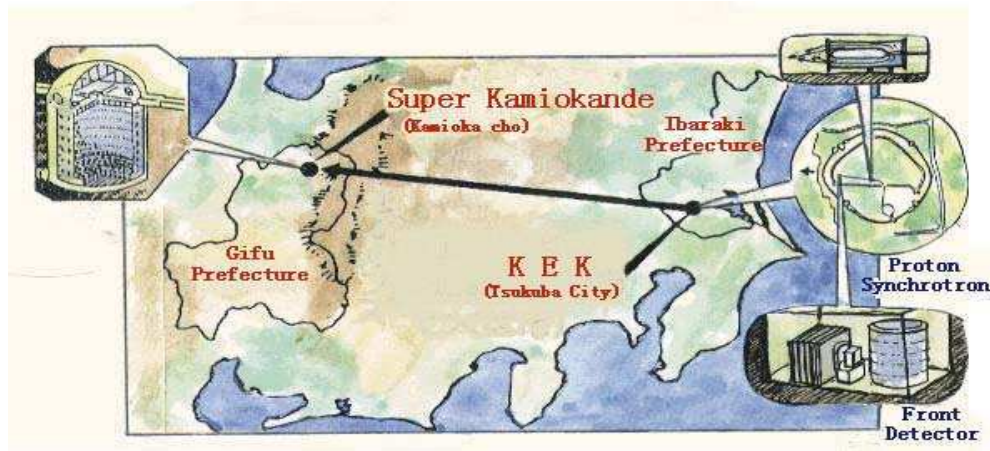 Super Kamiokande
(Kamioka cho)
Ibaraki
Prefecture
Gifu
Prefecture
K E K
(Tsukuba City)
Proton
Synchrotron
Front
Detector